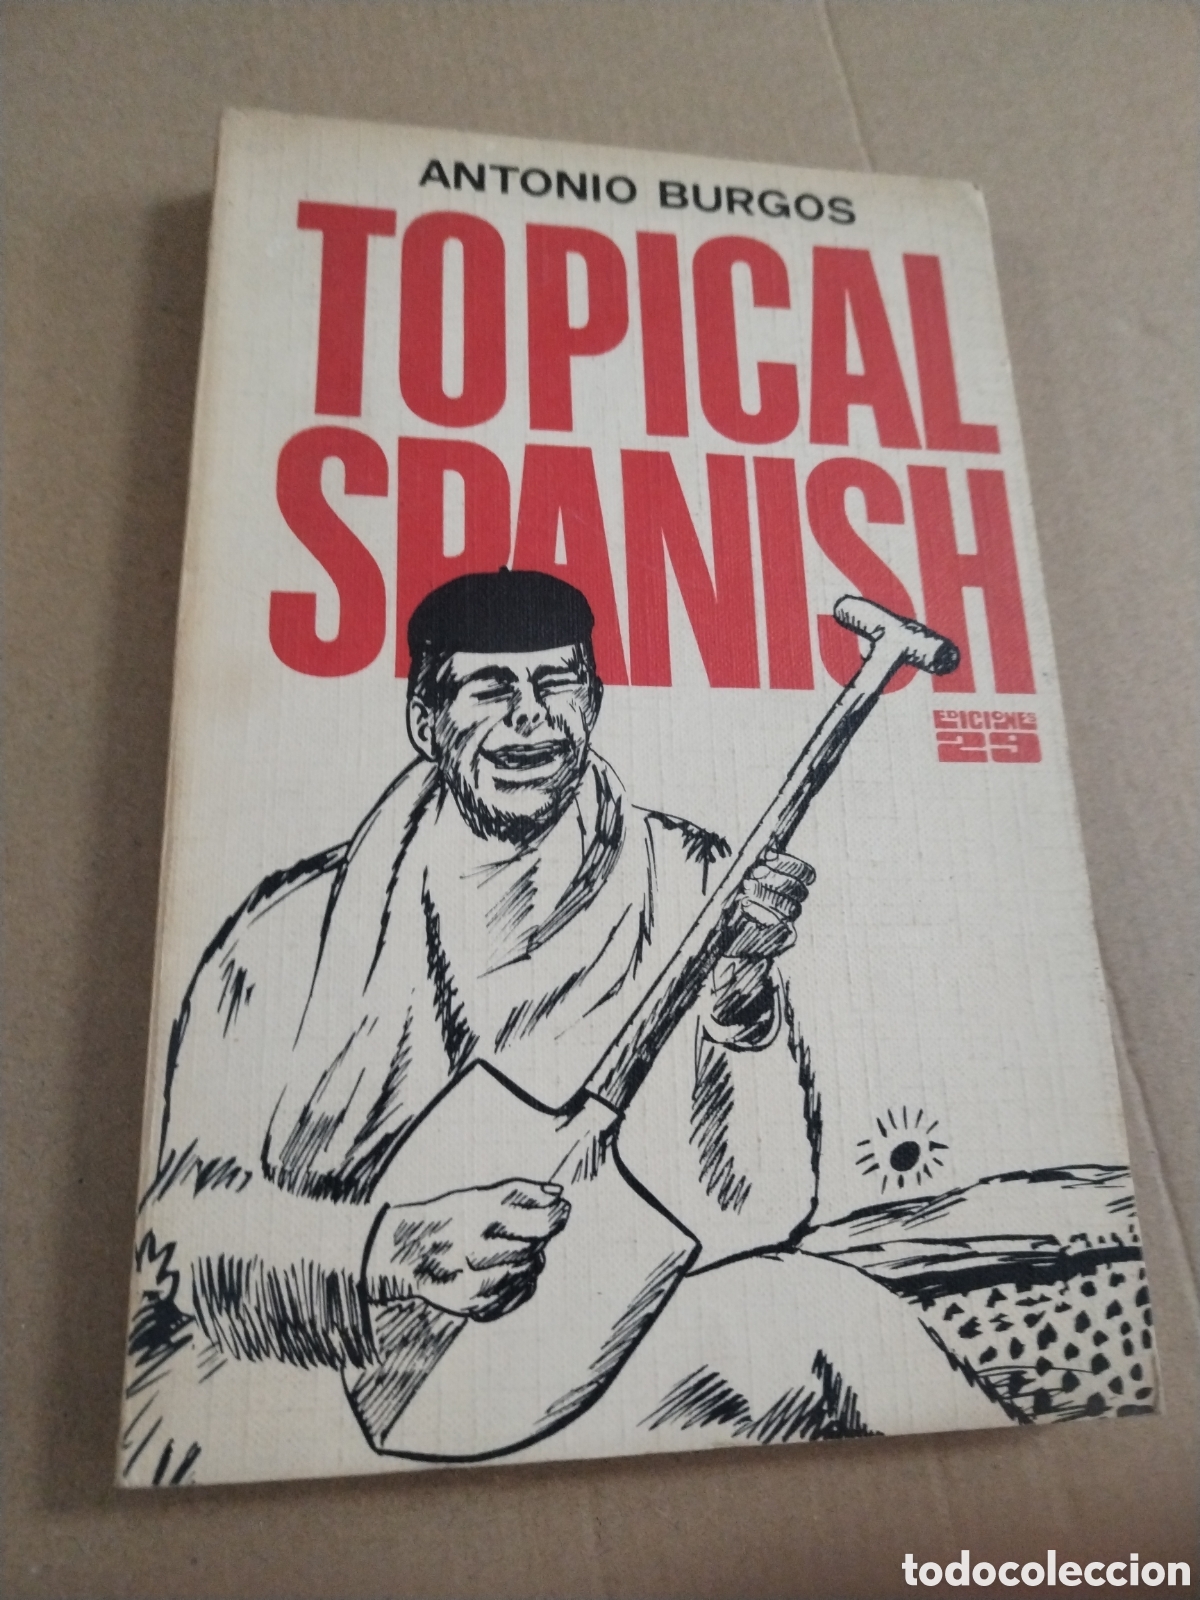 ANTONIO BURGOS
TOPICAL
SPANISH
EDICIONES
29
todocoleccion